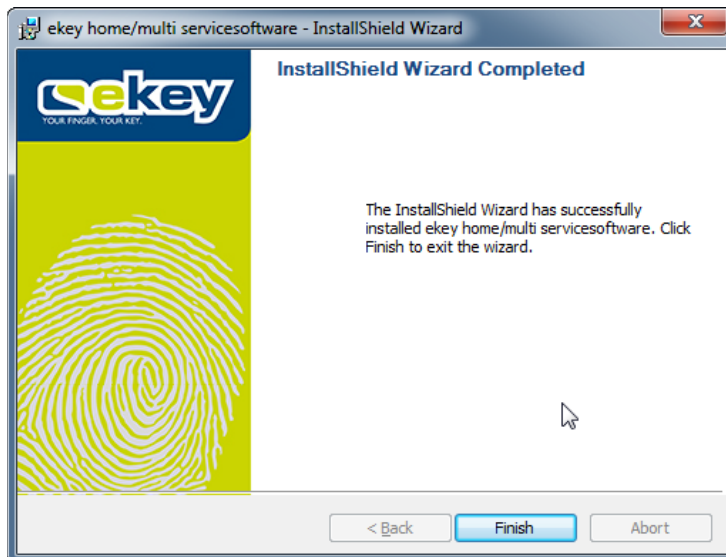 ekey home/multi servicesoftware - InstallShield Wizard
ekey
YOUR FINGER. YOUR KEY.
InstallShield Wizard Completed
The InstallShield Wizard has successfully
installed ekey home/multi servicesoftware. Click
Finish to exit the wizard.
< Back
Finish
Abort